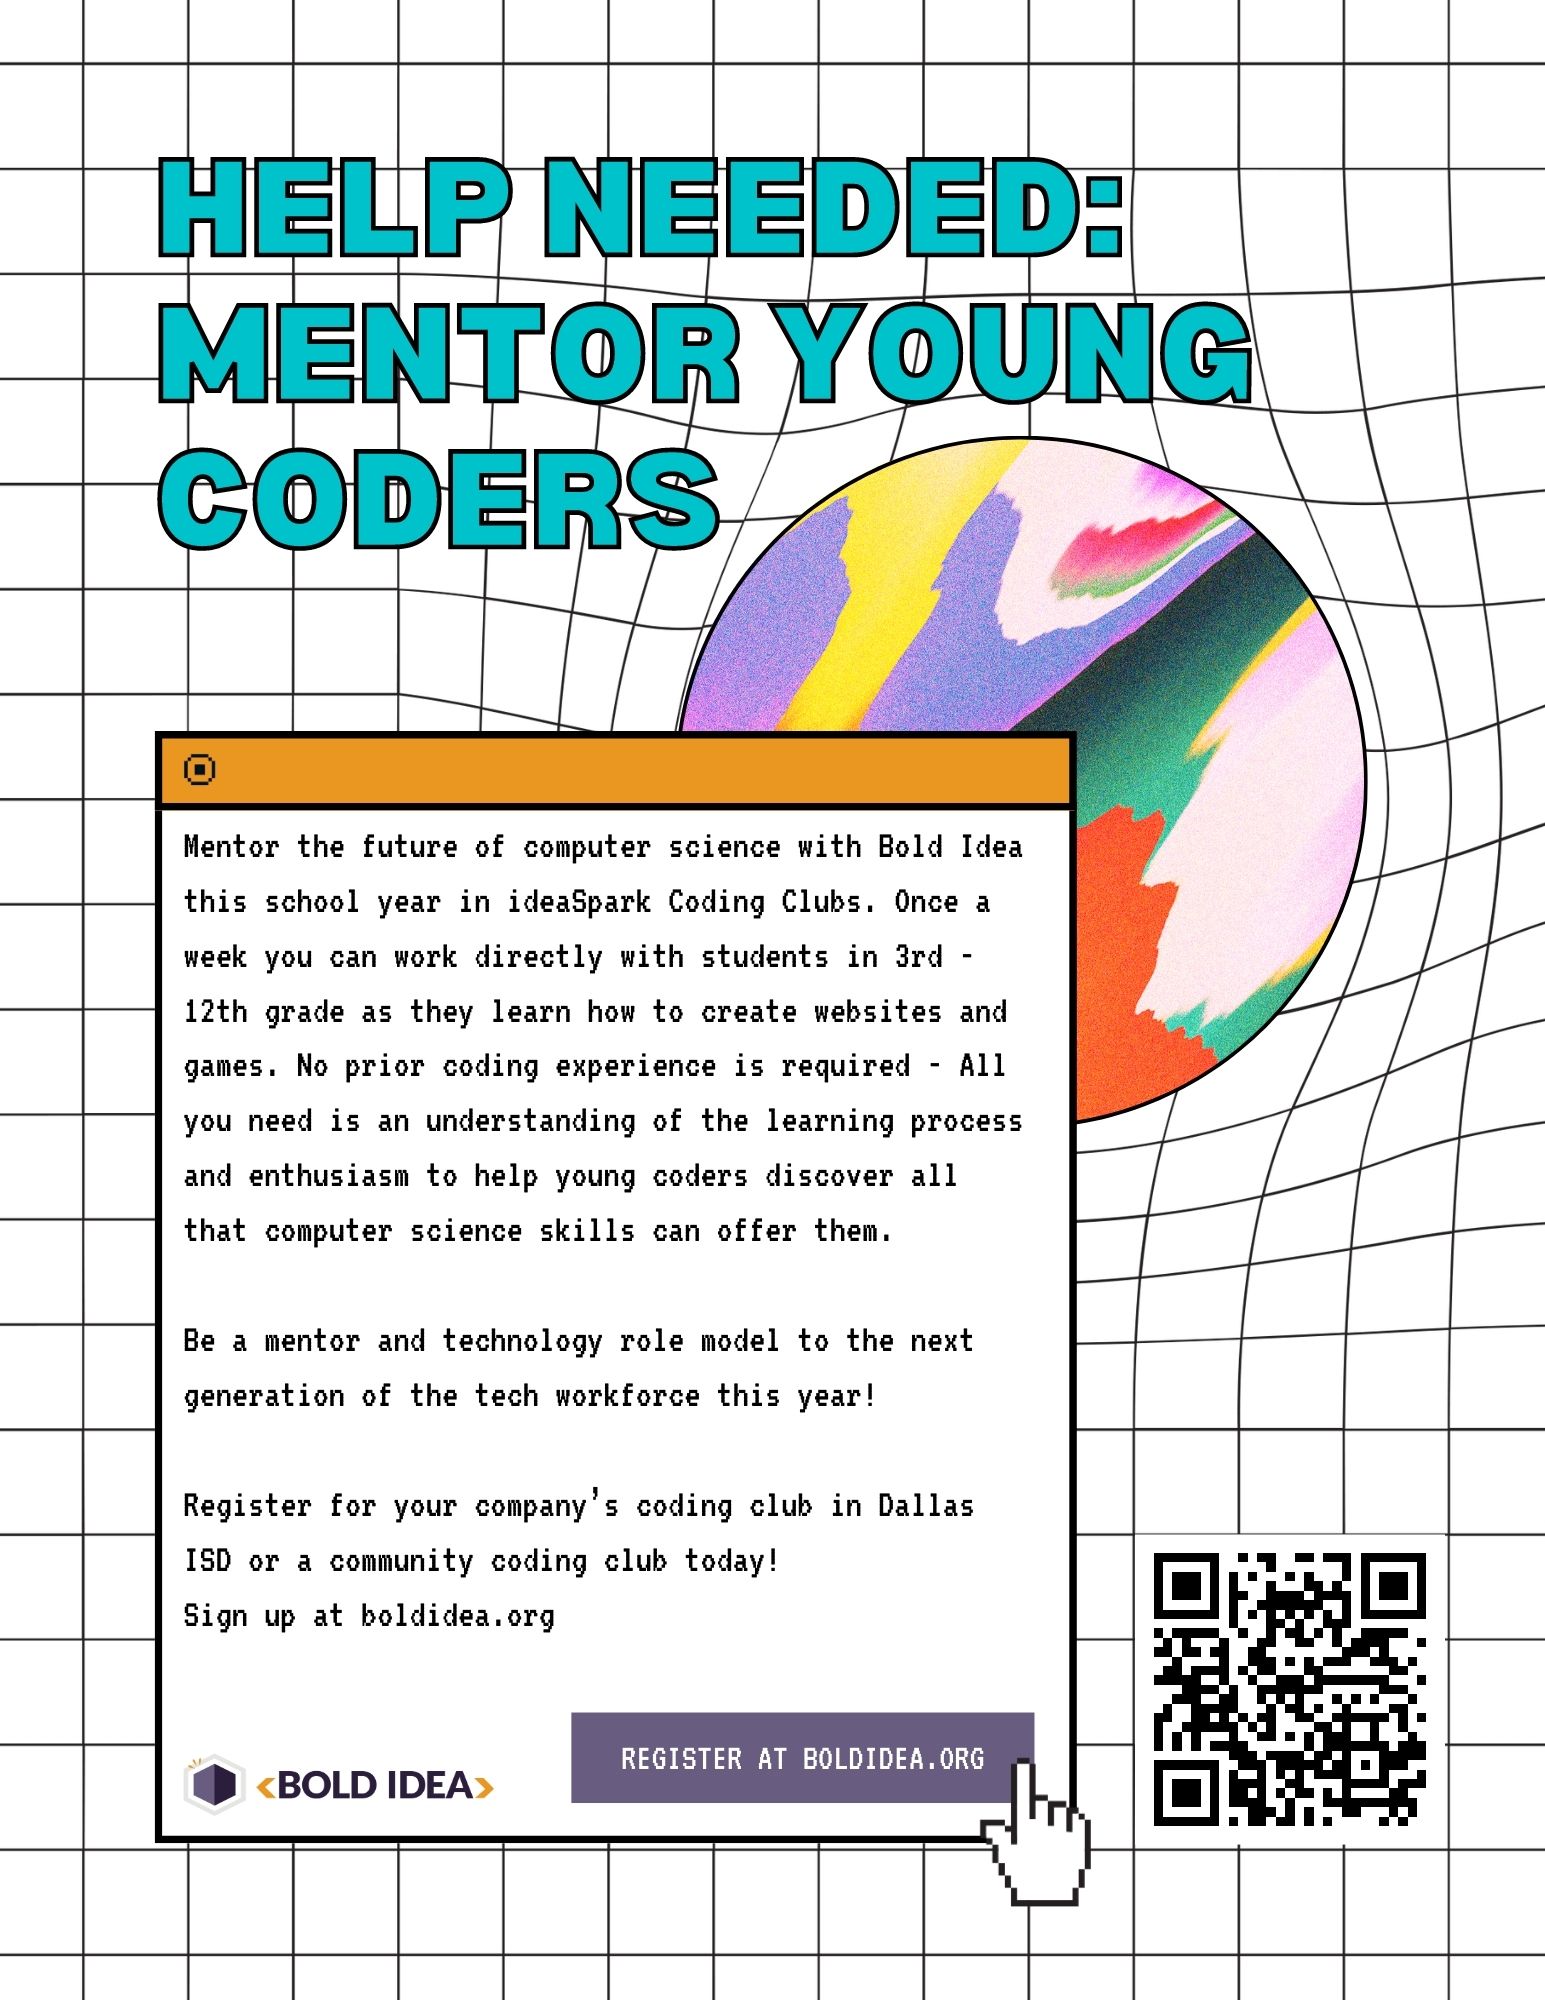 HELP NEEDED:
MENTOR YOUNG
CODERS
Mentor the future of computer science with Bold Idea
this school year in ideaSpark Coding Clubs. Once a
week you can work directly with students in 3rd -
12th grade as they learn how to create websites and
games. No prior coding experience is required - All
you need is an understanding of the learning process
and enthusiasm to help young coders discover all
that computer science skills can offer them.
Be a mentor and technology role model to the next
generation of the tech workforce this year!
Register for your company's coding club in Dallas
ISD or a community coding club today!
Sign up at boldidea.org
REGISTER AT BOLDIDEA.ORG
<BOLD IDEA>